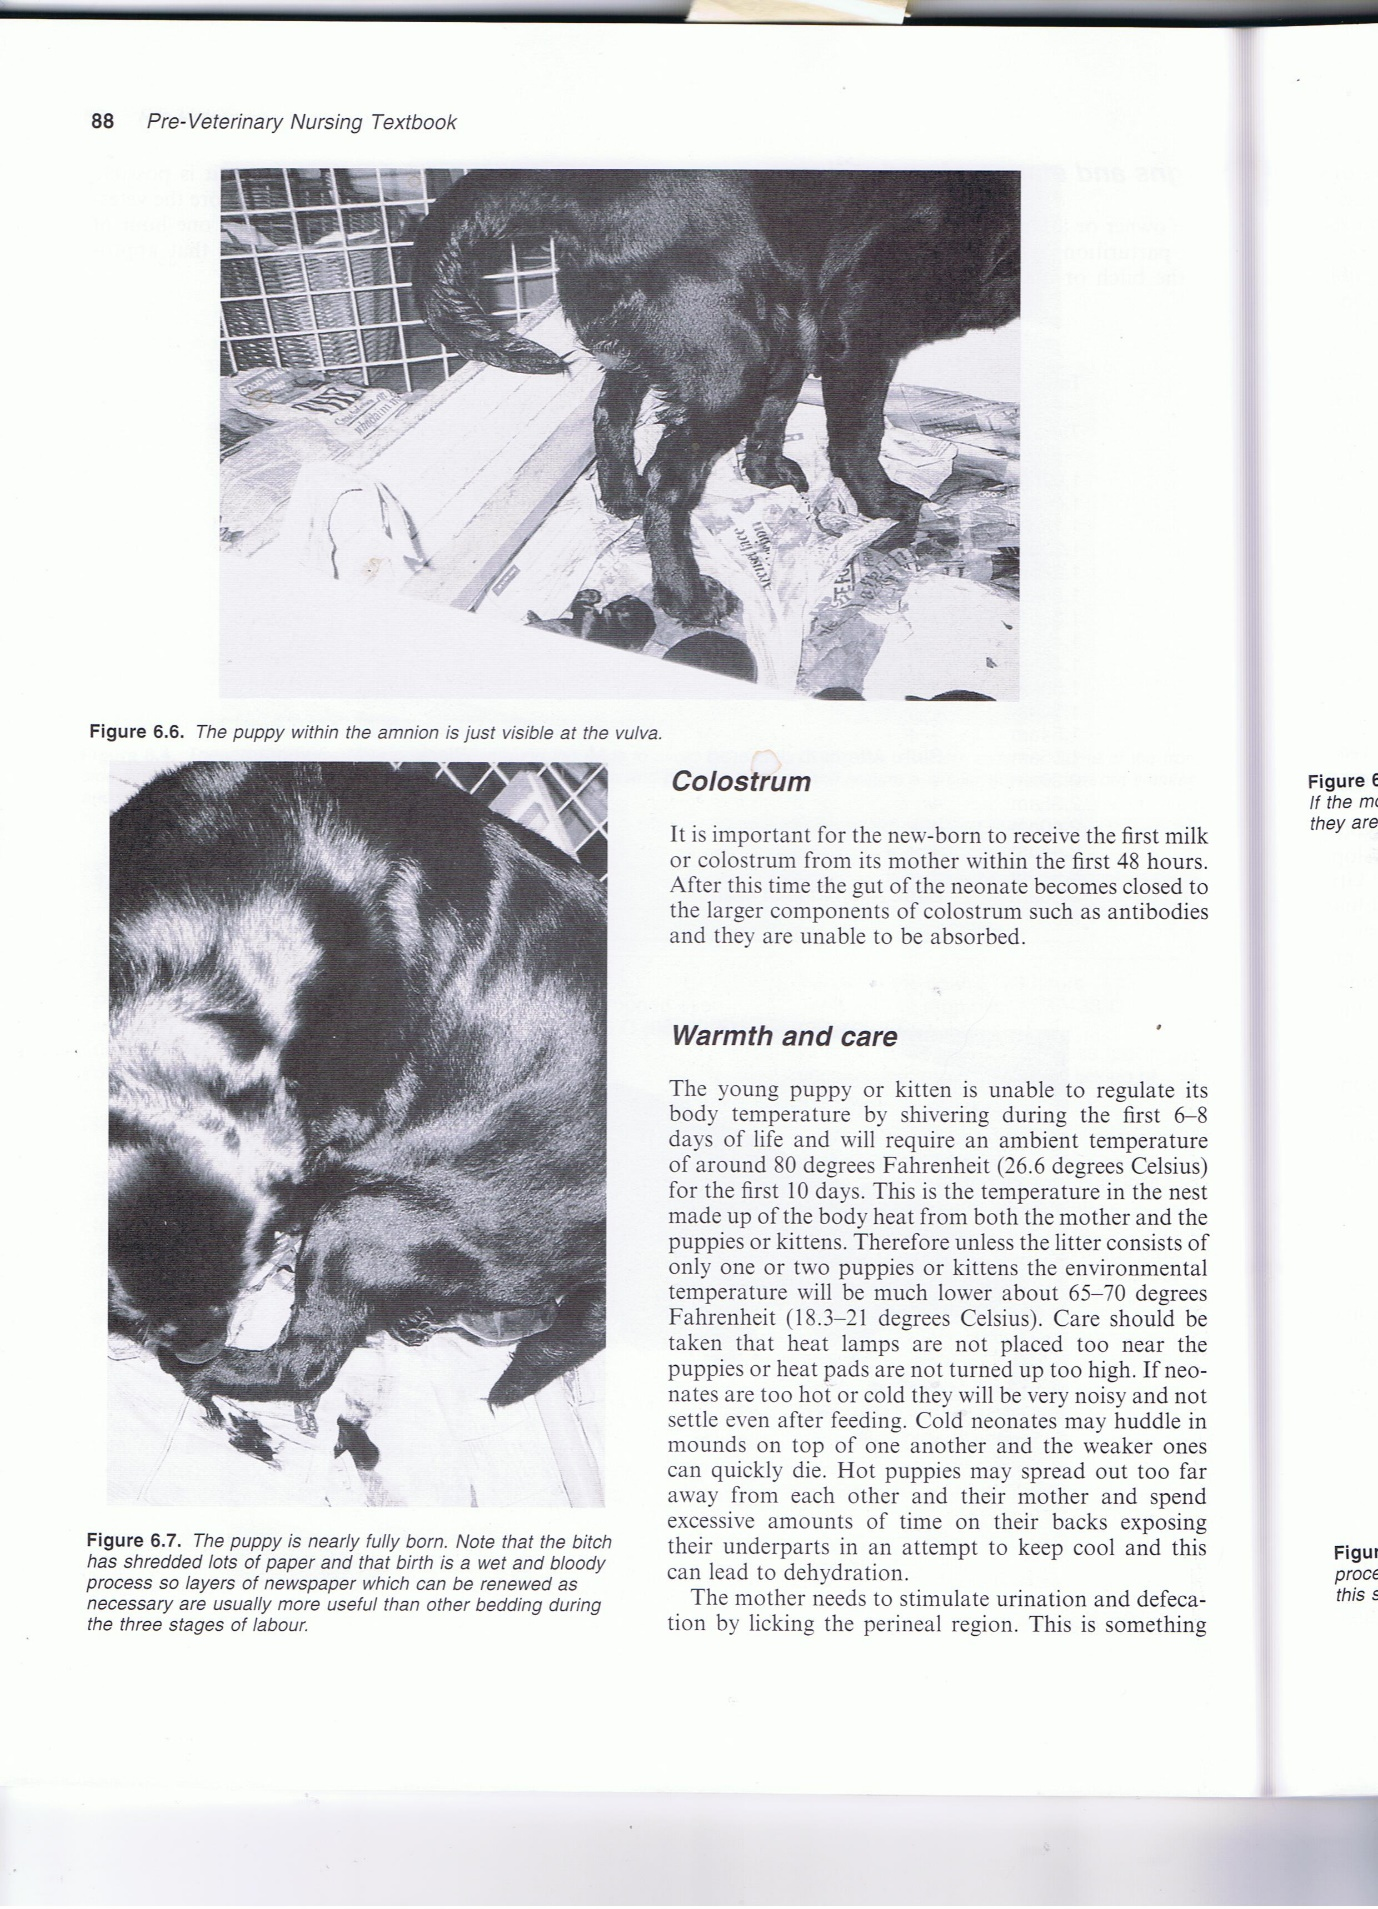 88 Pre-Veterinary Nursing Textbook
Figure 6.6. The puppy within the amnion is just visible at the vulva.
Figure 6.7. The puppy is nearly fully born. Note that the bitch
has shredded lots of paper and that birth is a wet and bloody
process so layers of newspaper which can be renewed as
necessary are usually more useful than other bedding during
the three stages of labour.
Colostrum
It is important for the new-born to receive the first milk
or colostrum from its mother within the first 48 hours.
After this time the gut of the neonate becomes closed to
the larger components of colostrum such as antibodies
and they are unable to be absorbed.
Warmth and care
The young puppy or kitten is unable to regulate its
body temperature by shivering during the first 6–8
days of life and will require an ambient temperature
of around 80 degrees Fahrenheit (26.6 degrees Celsius)
for the first 10 days. This is the temperature in the nest
made up of the body heat from both the mother and the
puppies or kittens. Therefore unless the litter consists of
only one or two puppies or kittens the environmental
temperature will be much lower about 65–70 degrees
Fahrenheit (18.3–21 degrees Celsius). Care should be
taken that heat lamps are not placed too near the
puppies or heat pads are not turned up too high. If neo-
nates are too hot or cold they will be very noisy and not
settle even after feeding. Cold neonates may huddle in
mounds on top of one another and the weaker ones
can quickly die. Hot puppies may spread out too far
away from each other and their mother and spend
excessive amounts of time on their backs exposing
their underparts in an attempt to keep cool and this
can lead to dehydration.
The mother needs to stimulate urination and defeca-
tion by licking the perineal region. This is something
Figure 6
If the mo
they are
Figur
proce
this s